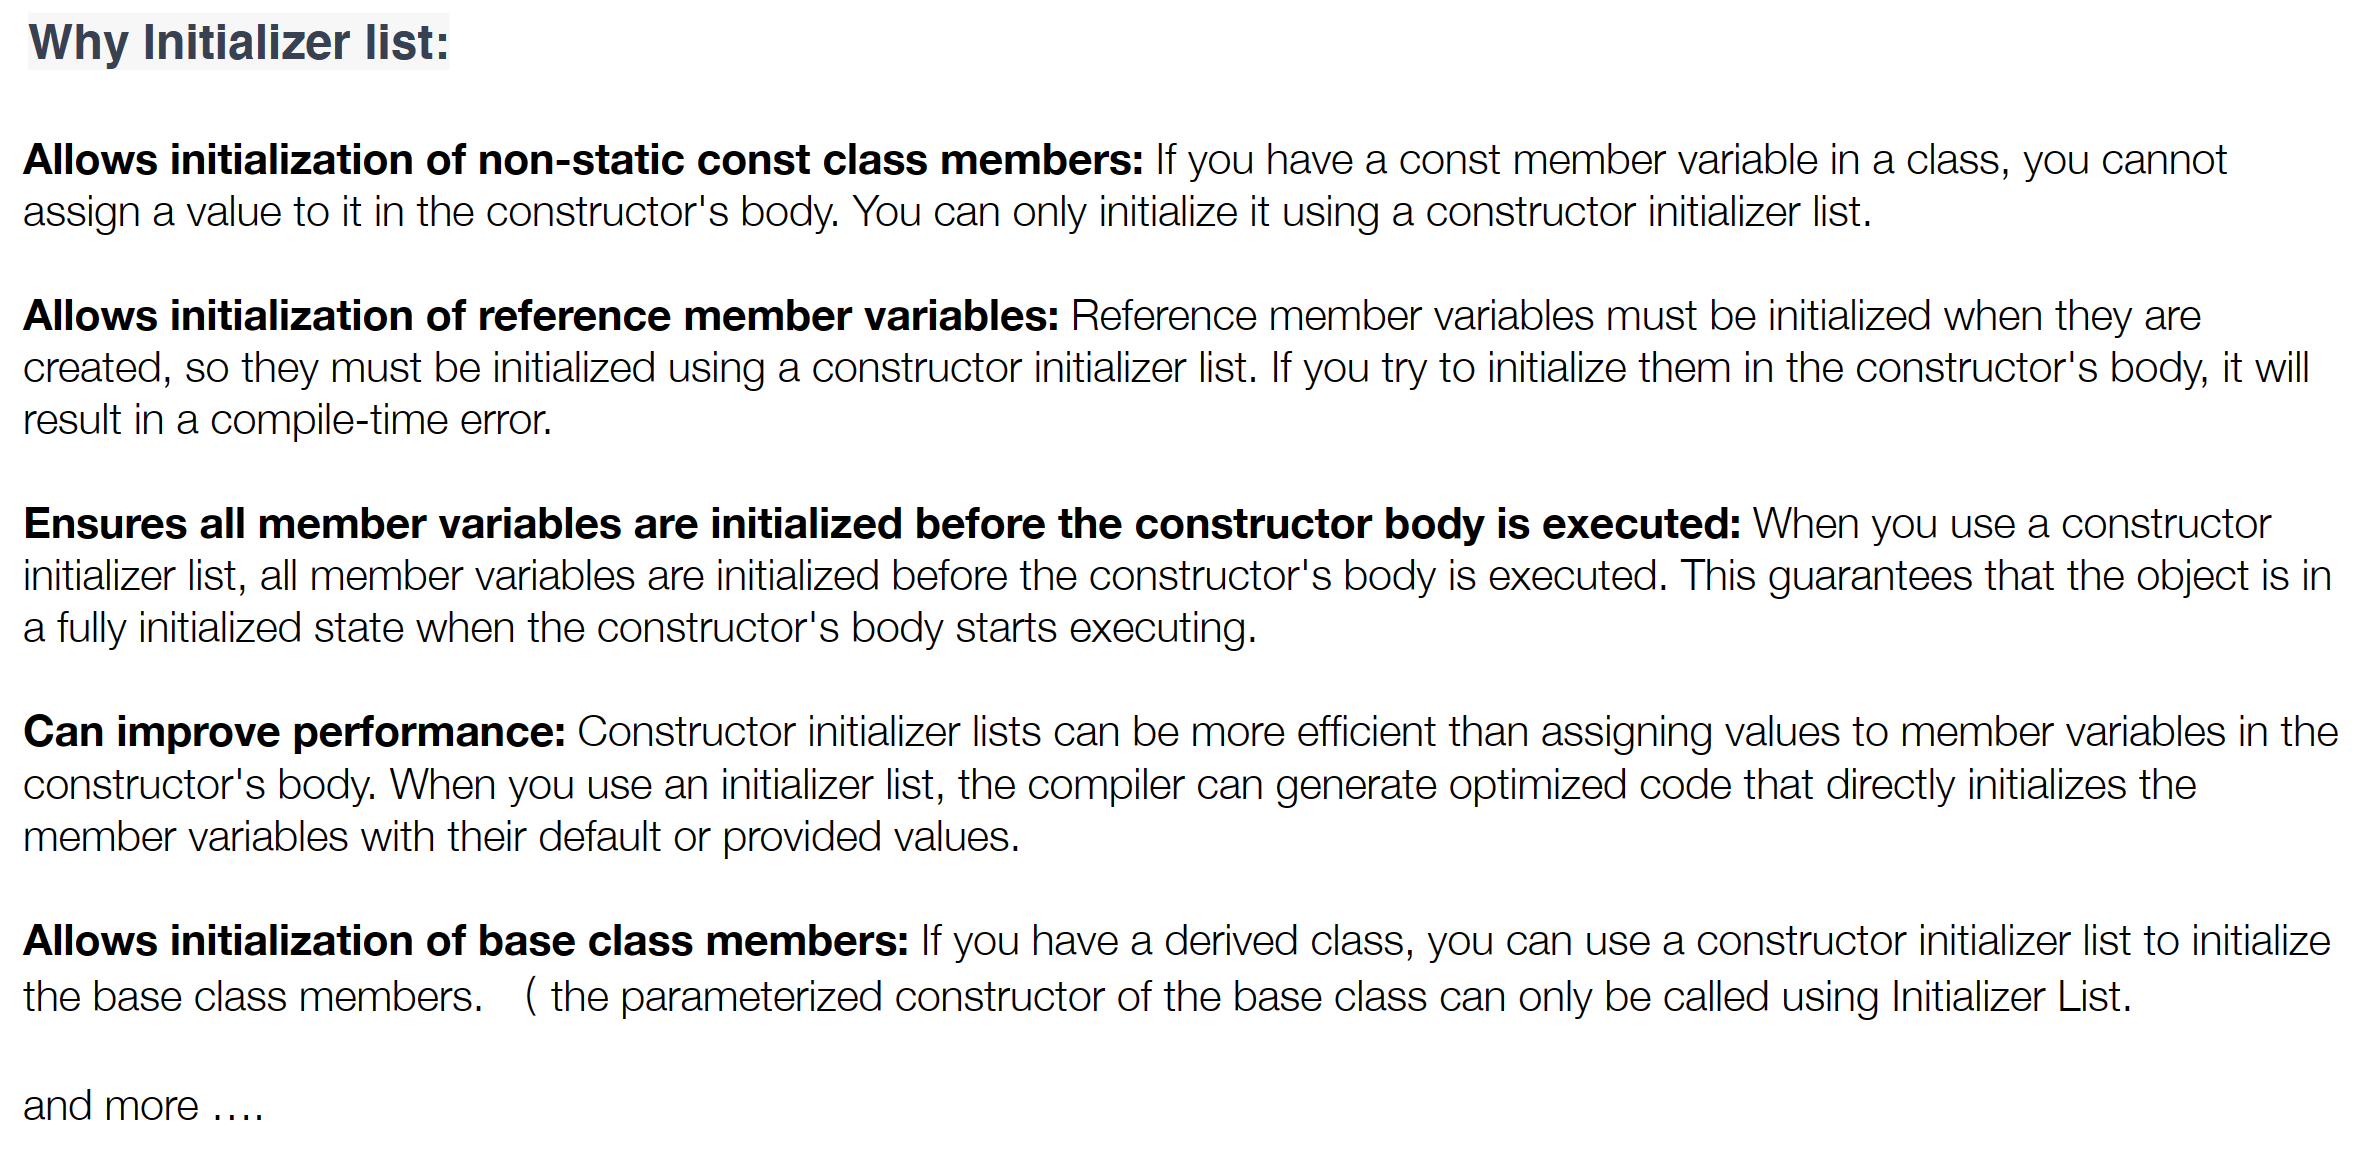 Why Initializer list:
Allows initialization of non-static const class members: If you have a const member variable in a class, you cannot
assign a value to it in the constructor's body. You can only initialize it using a constructor initializer list.
Allows initialization of reference member variables: Reference member variables must be initialized when they are
created, so they must be initialized using a constructor initializer list. If you try to initialize them in the constructor's body, it will
result in a compile-time error.
Ensures all member variables are initialized before the constructor body is executed: When you use a constructor
initializer list, all member variables are initialized before the constructor's body is executed. This guarantees that the object is in
a fully initialized state when the constructor's body starts executing.
Can improve performance: Constructor initializer lists can be more efficient than assigning values to member variables in the
constructor's body. When you use an initializer list, the compiler can generate optimized code that directly initializes the
member variables with their default or provided values.
Allows initialization of base class members: If you have a derived class, you can use a constructor initializer list to initialize
the base class members. ( the parameterized constructor of the base class can only be called using Initializer List.
and more ….